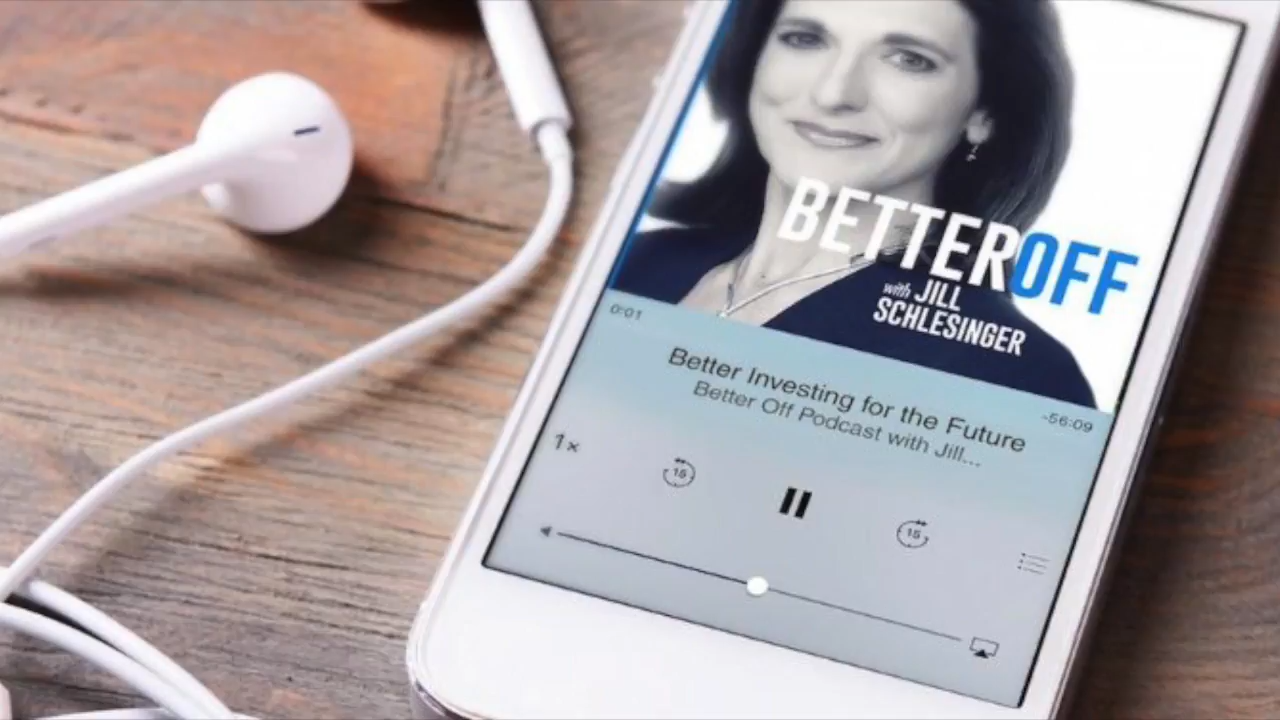 BETTEROFF
with JILL
SCHLESINGER
0:01
-56:09
Better Investing for the Future
Better Off Podcast with Jill...
1×
15
15